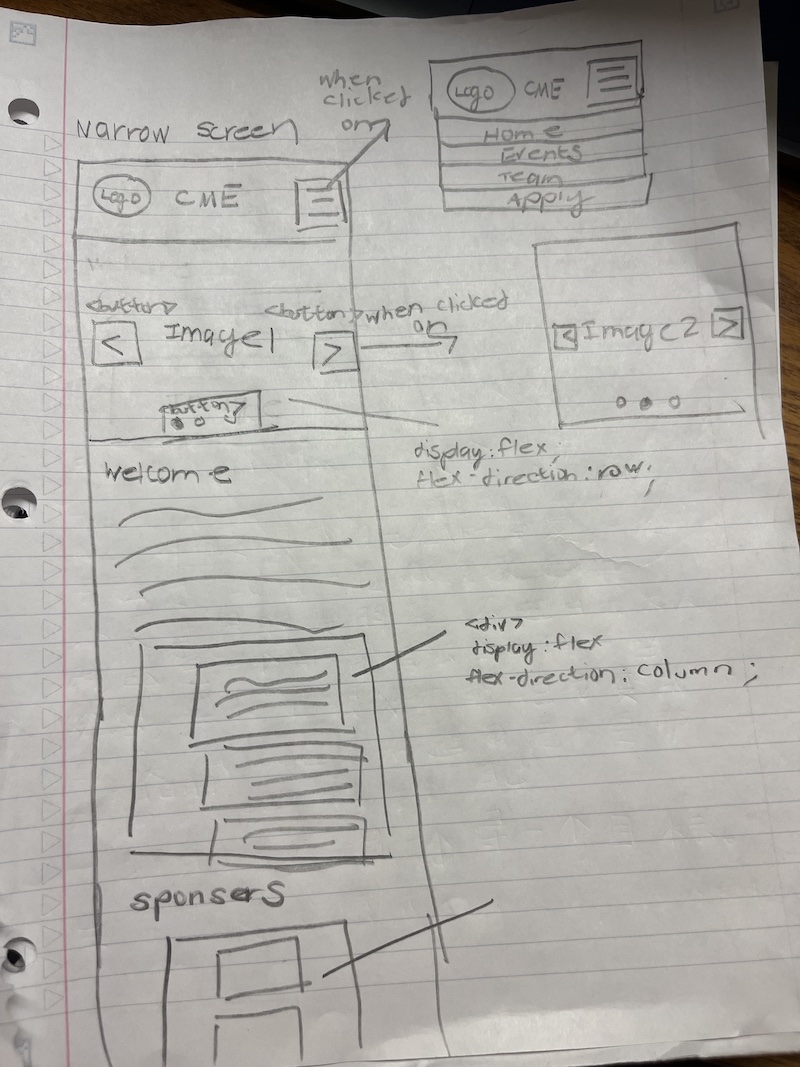 when
clicked
on
Narrow screen
Logo CME
Logo CME
Home
Events
Team
Apply
<button>
<button>
when clicked
on
< Image1 >
< Image2 >
<button>
display:flex;
flex-direction:row;
Welcome
<div>
display:flex
flex-direction:column;
sponsers